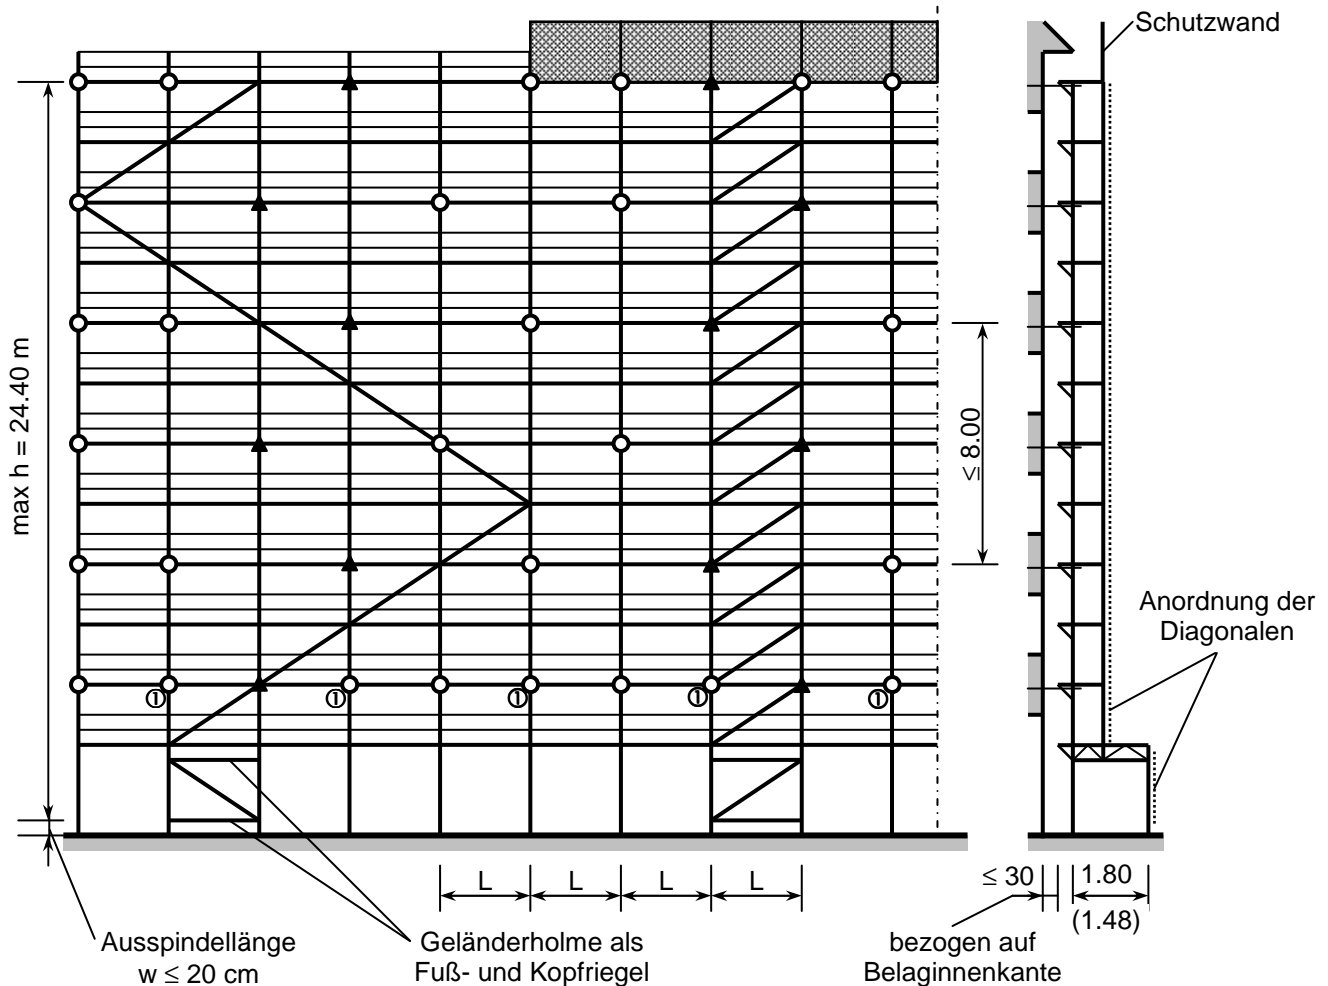 Schutzwand
max h = 24.40 m
≤ 8.00
Anordnung der
Diagonalen
①
①
①
①
①
L
L
L
L
≤ 30
1.80
(1.48)
Ausspindellänge
w ≤ 20 cm
Geländerholme als
Fuß- und Kopfriegel
bezogen auf
Belaginnenkante